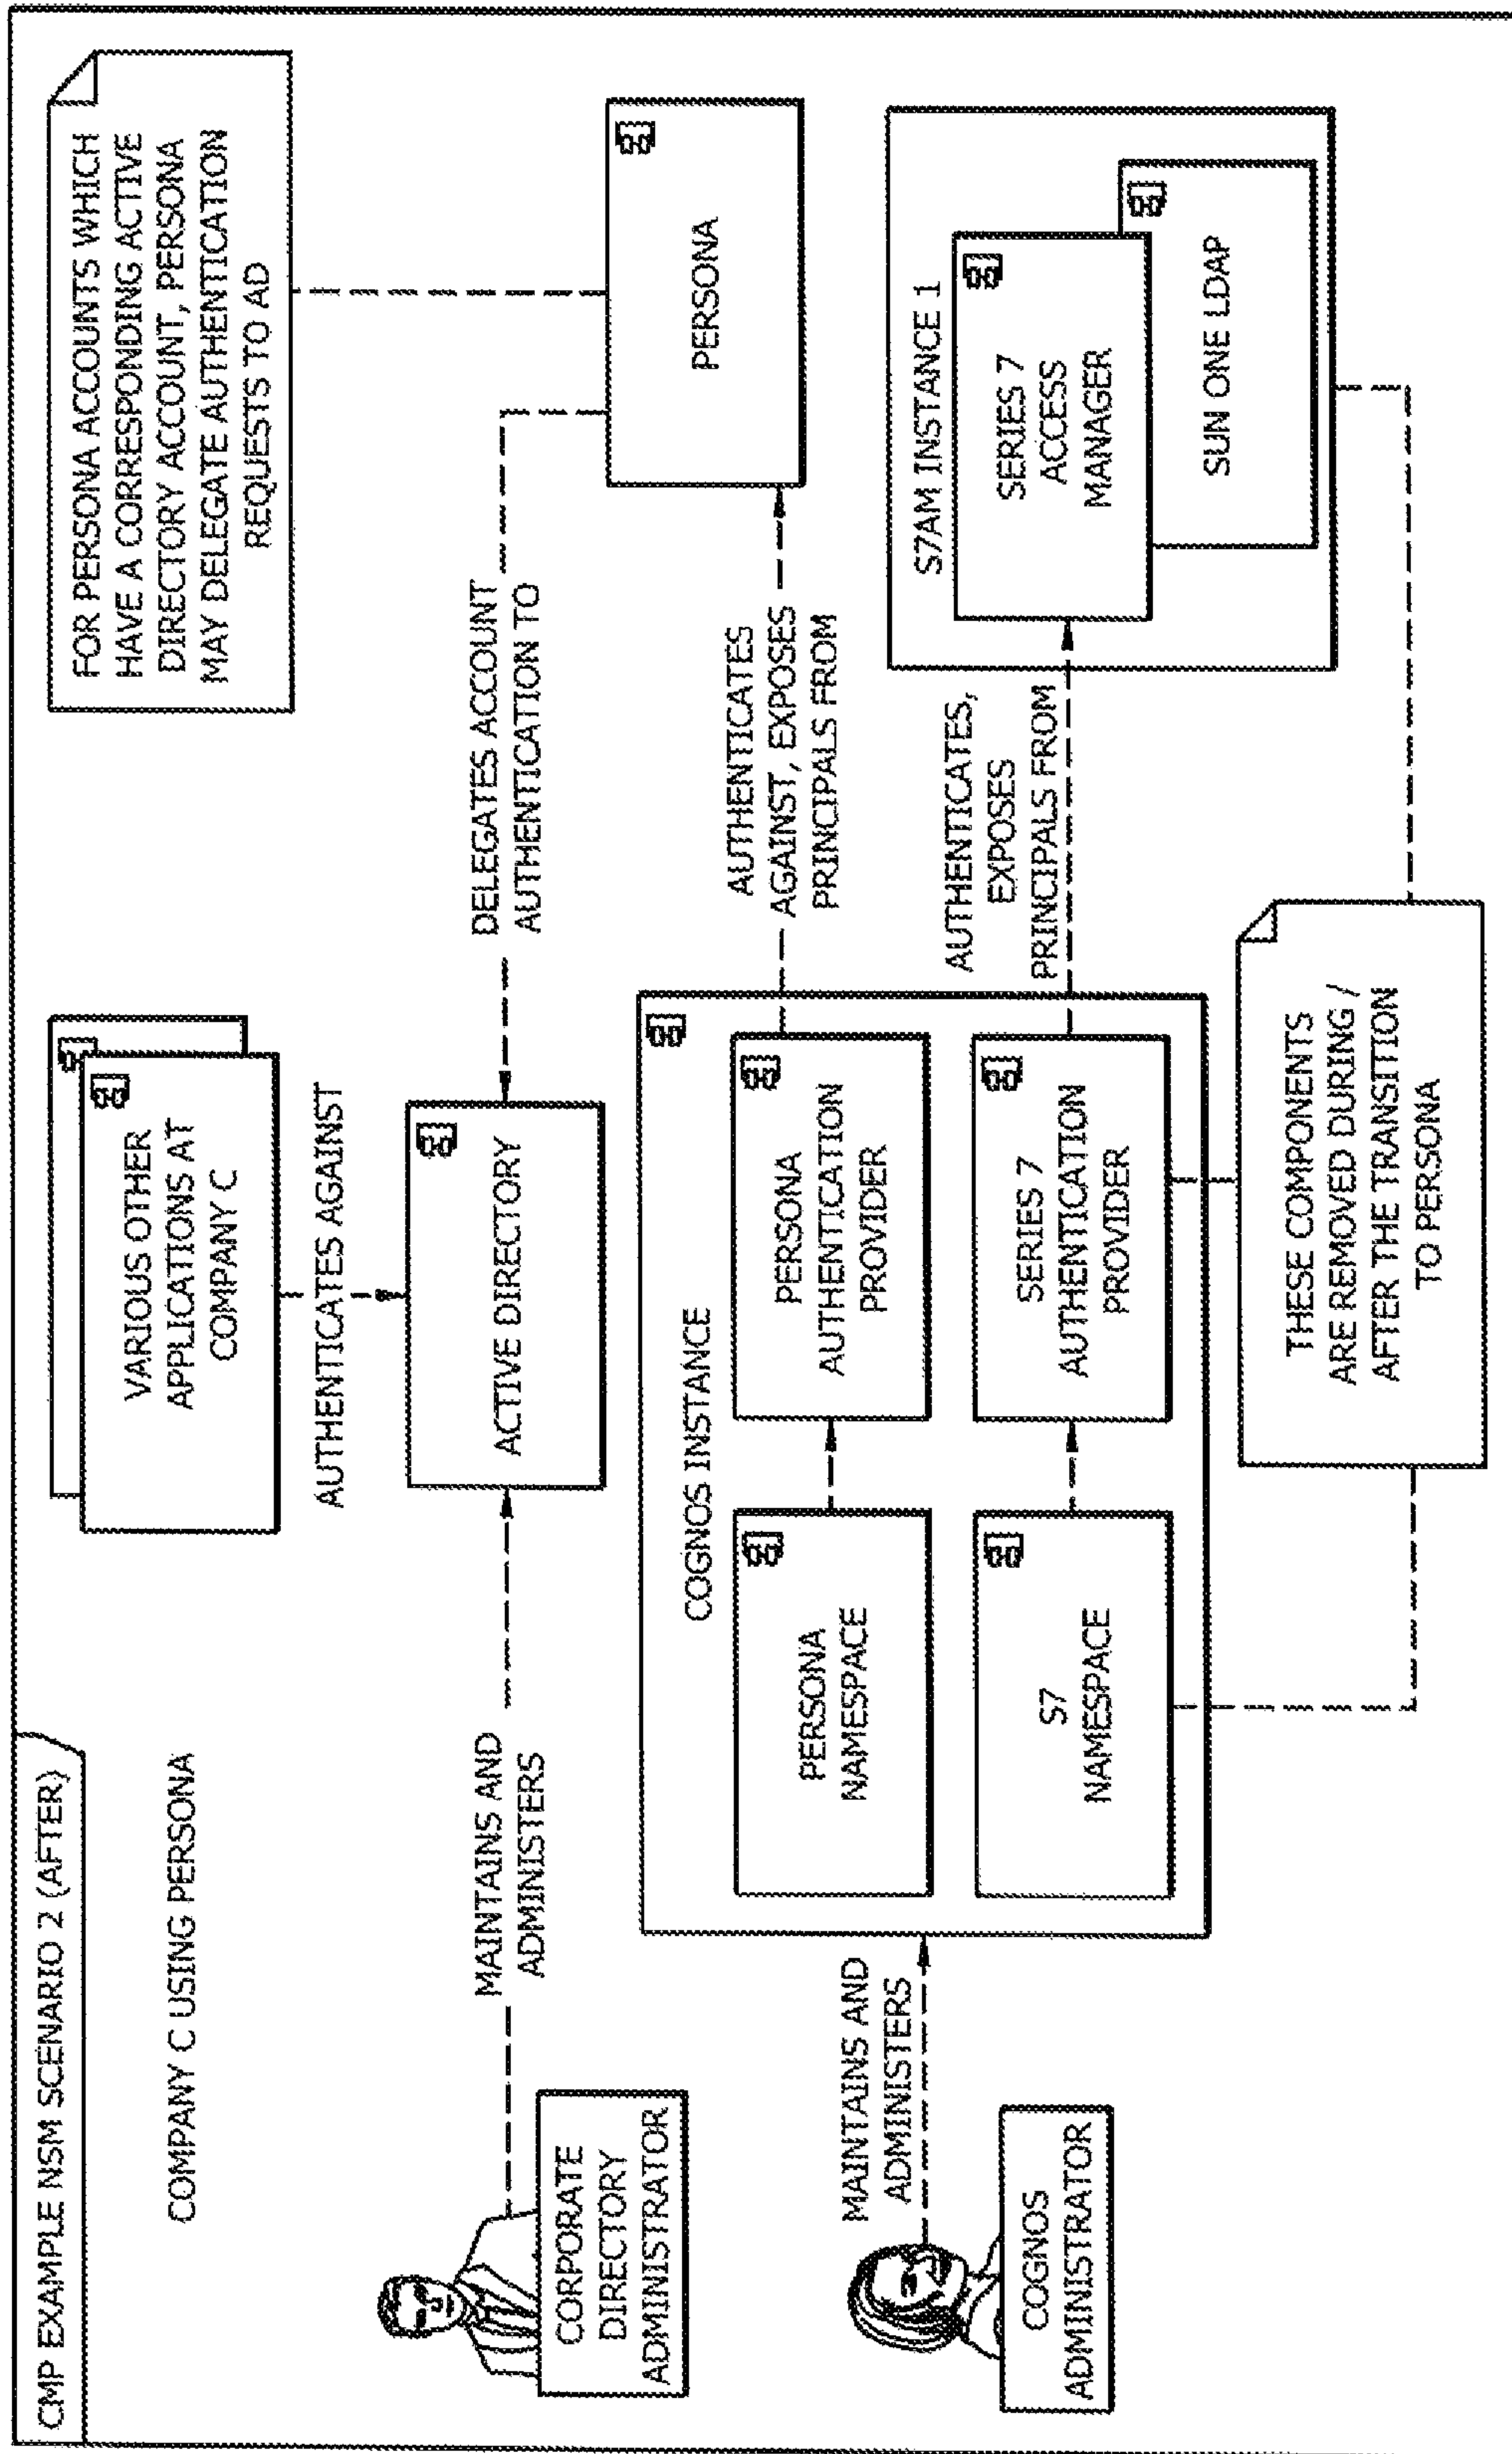 CMP EXAMPLE NSM SCENARIO 2 (AFTER)
COMPANY C USING PERSONA
VARIOUS OTHER
APPLICATIONS AT
COMPANY C
FOR PERSONA ACCOUNTS WHICH
HAVE A CORRESPONDING ACTIVE
DIRECTORY ACCOUNT, PERSONA
MAY DELEGATE AUTHENTICATION
REQUESTS TO AD
AUTHENTICATES AGAINST
CORPORATE
DIRECTORY
ADMINISTRATOR
MAINTAINS AND
ADMINISTERS
ACTIVE DIRECTORY
DELEGATES ACCOUNT
AUTHENTICATION TO
PERSONA
COGNOS INSTANCE
PERSONA
NAMESPACE
PERSONA
AUTHENTICATION
PROVIDER
AUTHENTICATES
AGAINST, EXPOSES
PRINCIPALS FROM
COGNOS
ADMINISTRATOR
MAINTAINS AND
ADMINISTERS
S7
NAMESPACE
SERIES 7
AUTHENTICATION
PROVIDER
AUTHENTICATES,
EXPOSES
PRINCIPALS FROM
S7AM INSTANCE 1
SERIES 7
ACCESS
MANAGER
SUN ONE LDAP
THESE COMPONENTS
ARE REMOVED DURING /
AFTER THE TRANSITION
TO PERSONA